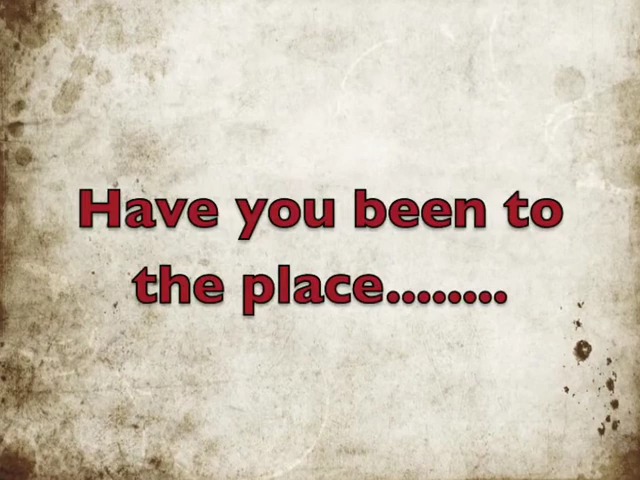 Have you been to
the place........